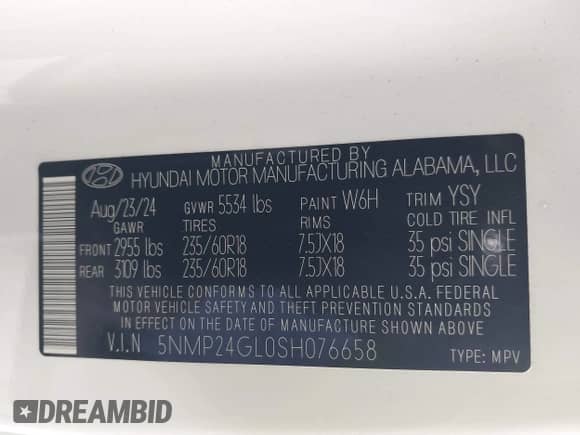 MANUFACTURED BY
HYUNDAI MOTOR MANUFACTURING ALABAMA, LLC
Aug/23/24 GVWR 5534 lbs PAINT W6H TRIM YSY
GAWR TIRES RIMS COLD TIRE INFL
FRONT 2955 lbs 235/60R18 7.5JX18 35 psi SINGLE
REAR 3109 lbs 235/60R18 7.5JX18 35 psi SINGLE
THIS VEHICLE CONFORMS TO ALL APPLICABLE U.S.A. FEDERAL
MOTOR VEHICLE SAFETY AND THEFT PREVENTION STANDARDS
IN EFFECT ON THE DATE OF MANUFACTURE SHOWN ABOVE
V.I.N 5NMP24GL0SH076658 TYPE: MPV
DREAMBID